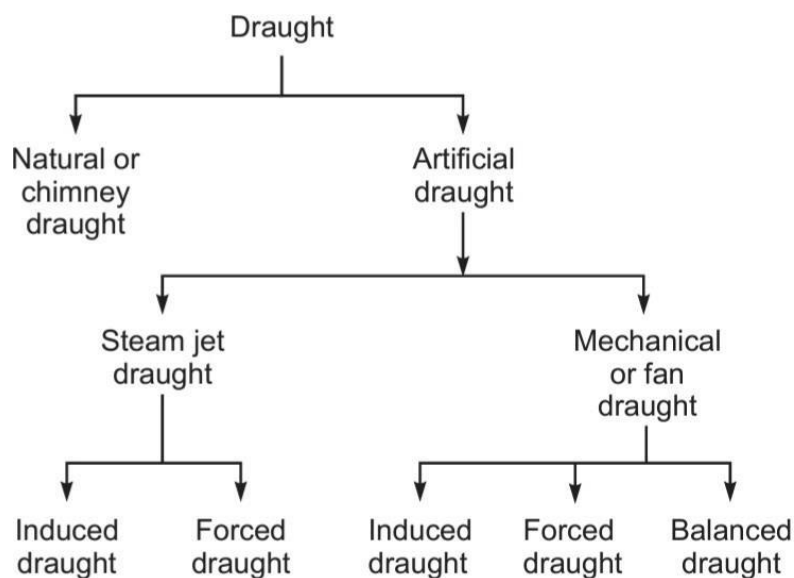 Draught
Natural or
chimney
draught
Artificial
draught
Steam jet
draught
Mechanical
or fan
draught
Induced
draught
Forced
draught
Induced
draught
Forced
draught
Balanced
draught